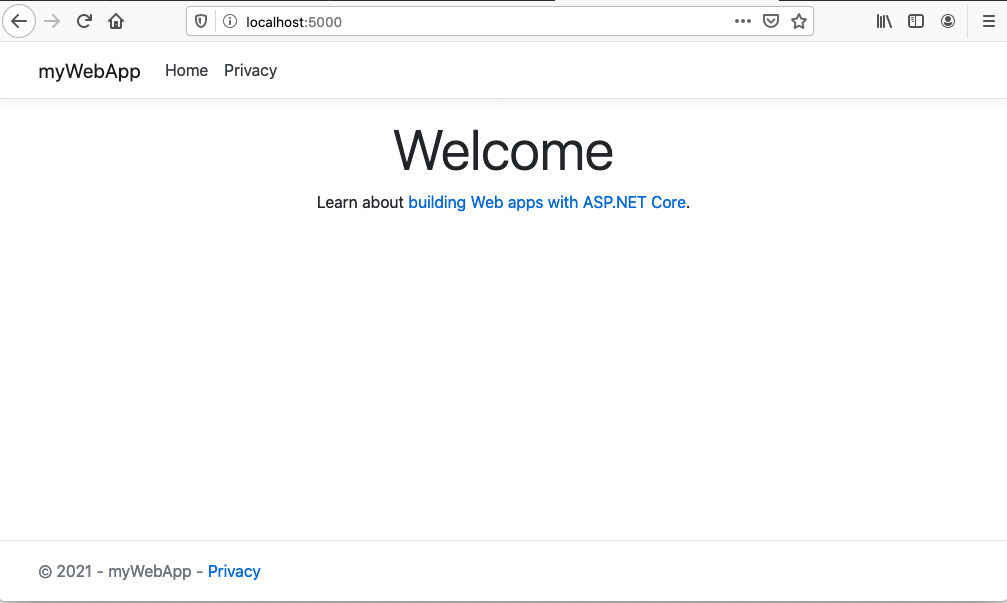 localhost:5000
myWebApp Home Privacy
Welcome
Learn about building Web apps with ASP.NET Core.
© 2021 - myWebApp - Privacy